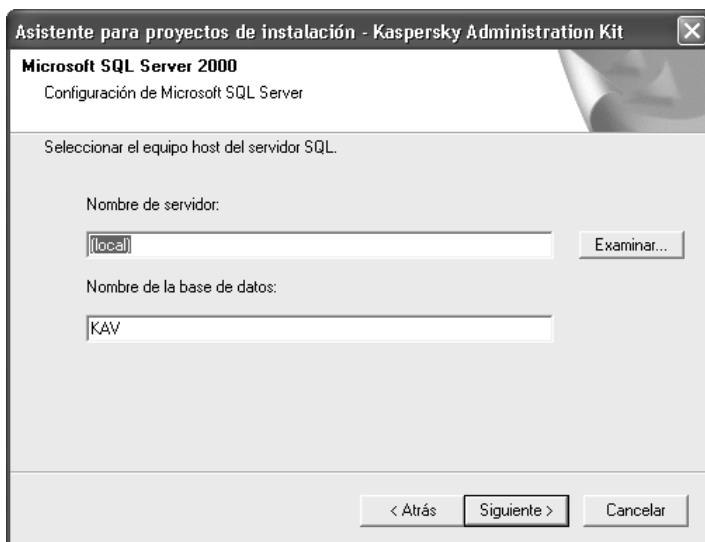 Asistente para proyectos de instalación - Kaspersky Administration Kit
Microsoft SQL Server 2000
Configuración de Microsoft SQL Server
Seleccionar el equipo host del servidor SQL.
Nombre de servidor:
(local)
Examinar...
Nombre de la base de datos:
KAV
< Atrás
Siguiente >
Cancelar